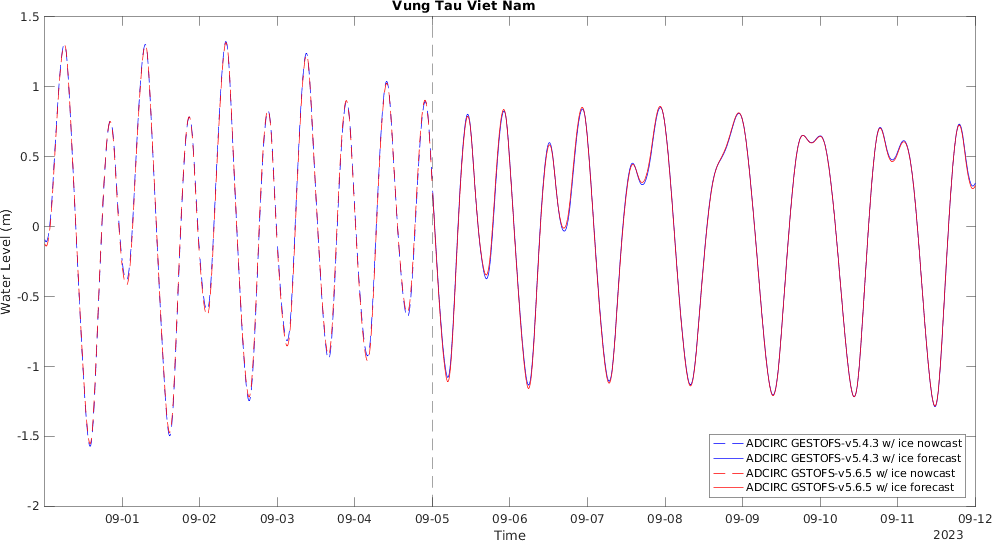 Vung Tau Viet Nam
1.5
1
0.5
0
-0.5
-1
-1.5
-2
Water Level (m)
ADCIRC GESTOFS-v5.4.3 w/ ice nowcast
ADCIRC GESTOFS-v5.4.3 w/ ice forecast
ADCIRC GSTOFS-v5.6.5 w/ ice nowcast
ADCIRC GSTOFS-v5.6.5 w/ ice forecast
09-01 09-02 09-03 09-04 09-05 09-06 09-07 09-08 09-09 09-10 09-11 09-12
Time
2023